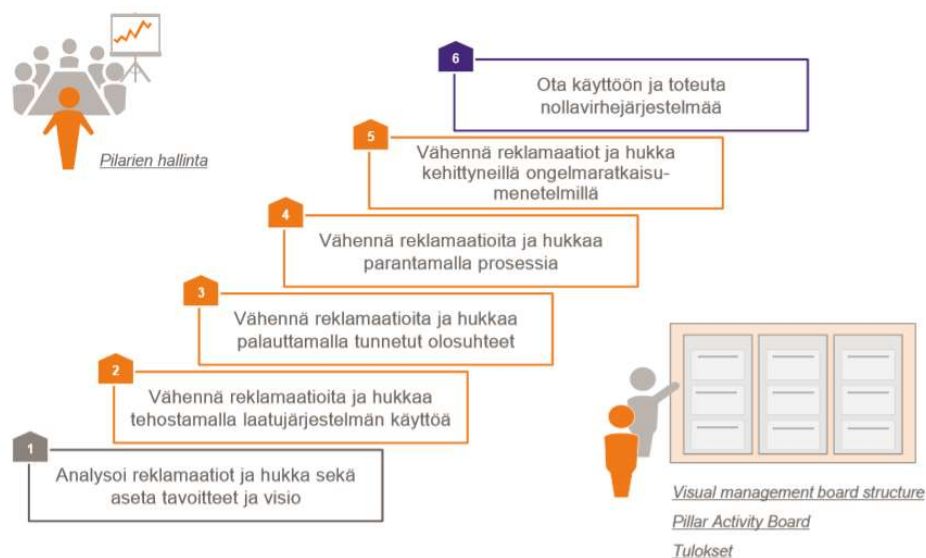 6
Ota käyttöön ja toteuta
nollavirhejärjestelmää
5
Vähennä reklamaatiot ja hukka
kehittyneillä ongelmaratkaisu-
menetelmillä
Pilarien hallinta
4
Vähennä reklamaatioita ja hukkaa
parantamalla prosessia
3
Vähennä reklamaatioita ja hukkaa
palauttamalla tunnetut olosuhteet
2
Vähennä reklamaatioita ja hukkaa
tehostamalla laatujärjestelmän käyttöä
1
Analysoi reklamaatiot ja hukka sekä
aseta tavoitteet ja visio
Visual management board structure
Pillar Activity Board
Tulokset